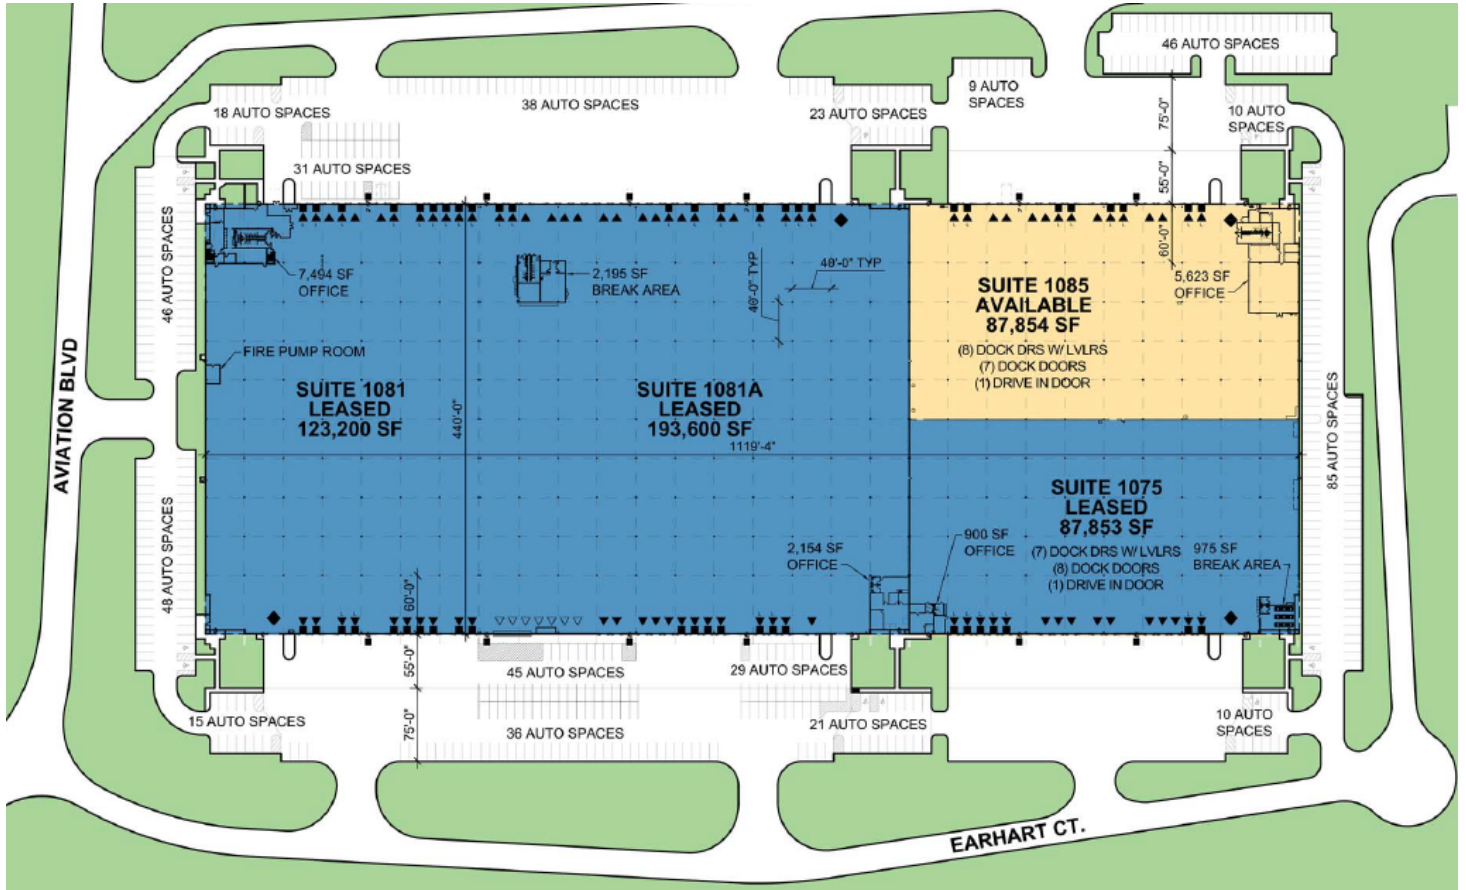 46 AUTO SPACES
9 AUTO
SPACES
38 AUTO SPACES
18 AUTO SPACES
23 AUTO SPACES
10 AUTO
SPACES
75'-0"
31 AUTO SPACES
55'-0"
60'-0"
46 AUTO SPACES
7,494 SF
OFFICE
2,195 SF
BREAK AREA
48'-0" TYP
48'-0" TYP
5,623 SF
OFFICE
SUITE 1085
AVAILABLE
87,854 SF
(8) DOCK DRS W/ LVLRS
(7) DOCK DOORS
(1) DRIVE IN DOOR
FIRE PUMP ROOM
AVIATION BLVD
SUITE 1081
LEASED
123,200 SF
440'-0"
SUITE 1081A
LEASED
193,600 SF
1119'-4"
85 AUTO SPACES
SUITE 1075
LEASED
87,853 SF
(7) DOCK DRS W/ LVLRS
(8) DOCK DOORS
(1) DRIVE IN DOOR
48 AUTO SPACES
2,154 SF
OFFICE
900 SF
OFFICE
975 SF
BREAK AREA
60'-0"
55'-0"
45 AUTO SPACES
29 AUTO SPACES
75'-0"
15 AUTO SPACES
36 AUTO SPACES
21 AUTO SPACES
10 AUTO
SPACES
EARHART CT.